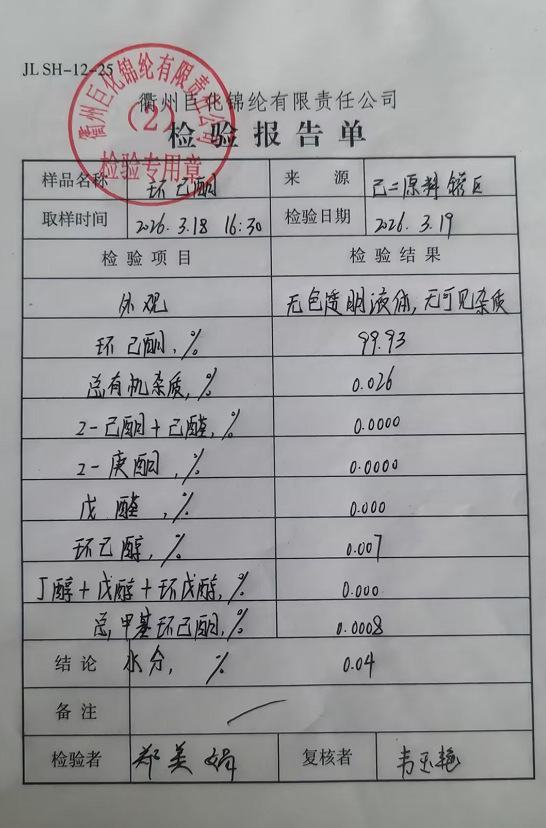 JL SH-12-25
衢州巨化锦纶有限责任公司
检验报告单
衢州巨化锦纶有限责任公司
(2)
检验专用章
样品名称 环己酮 来源 己二原料罐区
取样时间 2026.3.18 16:30 检验日期 2026.3.19
检验项目 检验结果
外观 无色透明液体,无可见杂质
环己酮,% 99.93
总有机杂质,% 0.026
2-己酮+己醛,% 0.0000
2-庚酮,% 0.0000
戊醛,% 0.000
环己醇,% 0.007
丁醇+戊醇+环戊醇,% 0.000
总甲基环己酮,% 0.0008
结论 水分,% 0.04
备注
检验者 郑美娟 复核者 韦玉艳